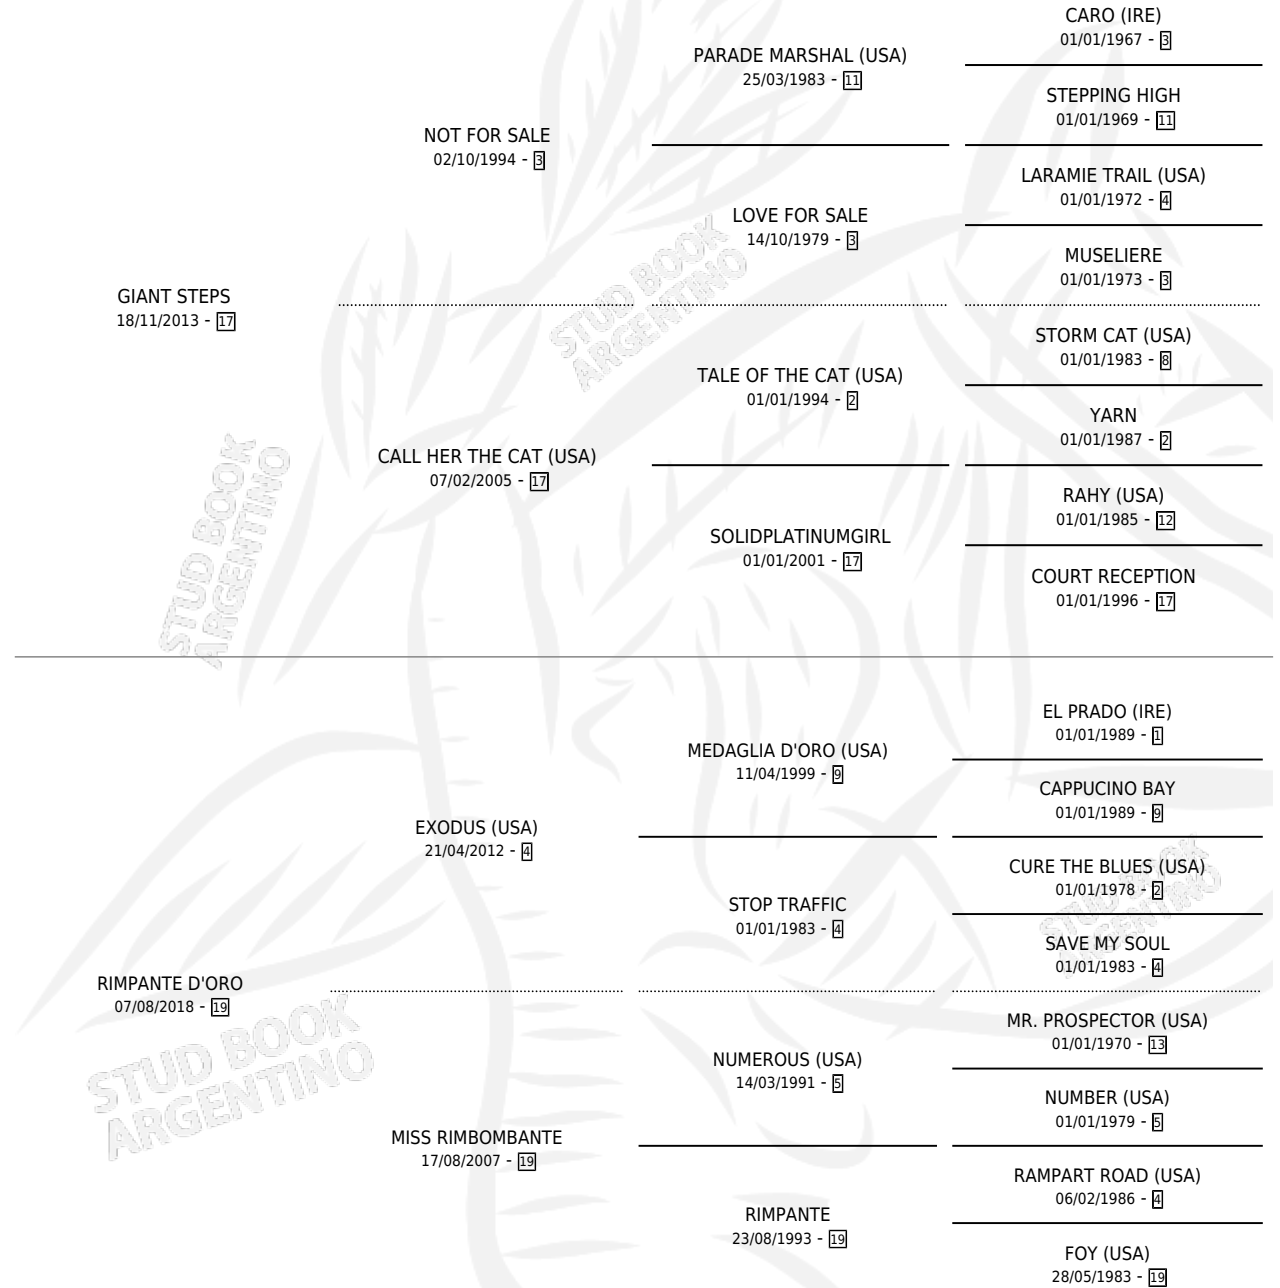 CARO (IRE)
01/01/1967 - 3
PARADE MARSHAL (USA)
25/03/1983 - 11
STEPPING HIGH
01/01/1969 - 11
NOT FOR SALE
02/10/1994 - 3
LARAMIE TRAIL (USA)
01/01/1972 - 4
LOVE FOR SALE
14/10/1979 - 3
MUSELIERE
01/01/1973 - 3
GIANT STEPS
18/11/2013 - 17
STUD BOOK
ARGENTINO
STORM CAT (USA)
01/01/1983 - 8
TALE OF THE CAT (USA)
01/01/1994 - 2
YARN
01/01/1987 - 2
CALL HER THE CAT (USA)
07/02/2005 - 17
STUD BOOK
ARGENTINO
RAHY (USA)
01/01/1985 - 12
SOLIDPLATINUMGIRL
01/01/2001 - 17
COURT RECEPTION
01/01/1996 - 17
EL PRADO (IRE)
01/01/1989 - 1
MEDAGLIA D'ORO (USA)
11/04/1999 - 9
CAPPUCINO BAY
01/01/1989 - 9
EXODUS (USA)
21/04/2012 - 4
CURE THE BLUES (USA)
01/01/1978 - 2
STUD BOOK
ARGENTINO
STOP TRAFFIC
01/01/1983 - 4
SAVE MY SOUL
01/01/1983 - 4
RIMPANTE D'ORO
07/08/2018 - 19
STUD BOOK
ARGENTINO
MR. PROSPECTOR (USA)
01/01/1970 - 13
NUMEROUS (USA)
14/03/1991 - 5
NUMBER (USA)
01/01/1979 - 5
MISS RIMBOMBANTE
17/08/2007 - 19
RAMPART ROAD (USA)
06/02/1986 - 4
RIMPANTE
23/08/1993 - 19
FOY (USA)
28/05/1983 - 19